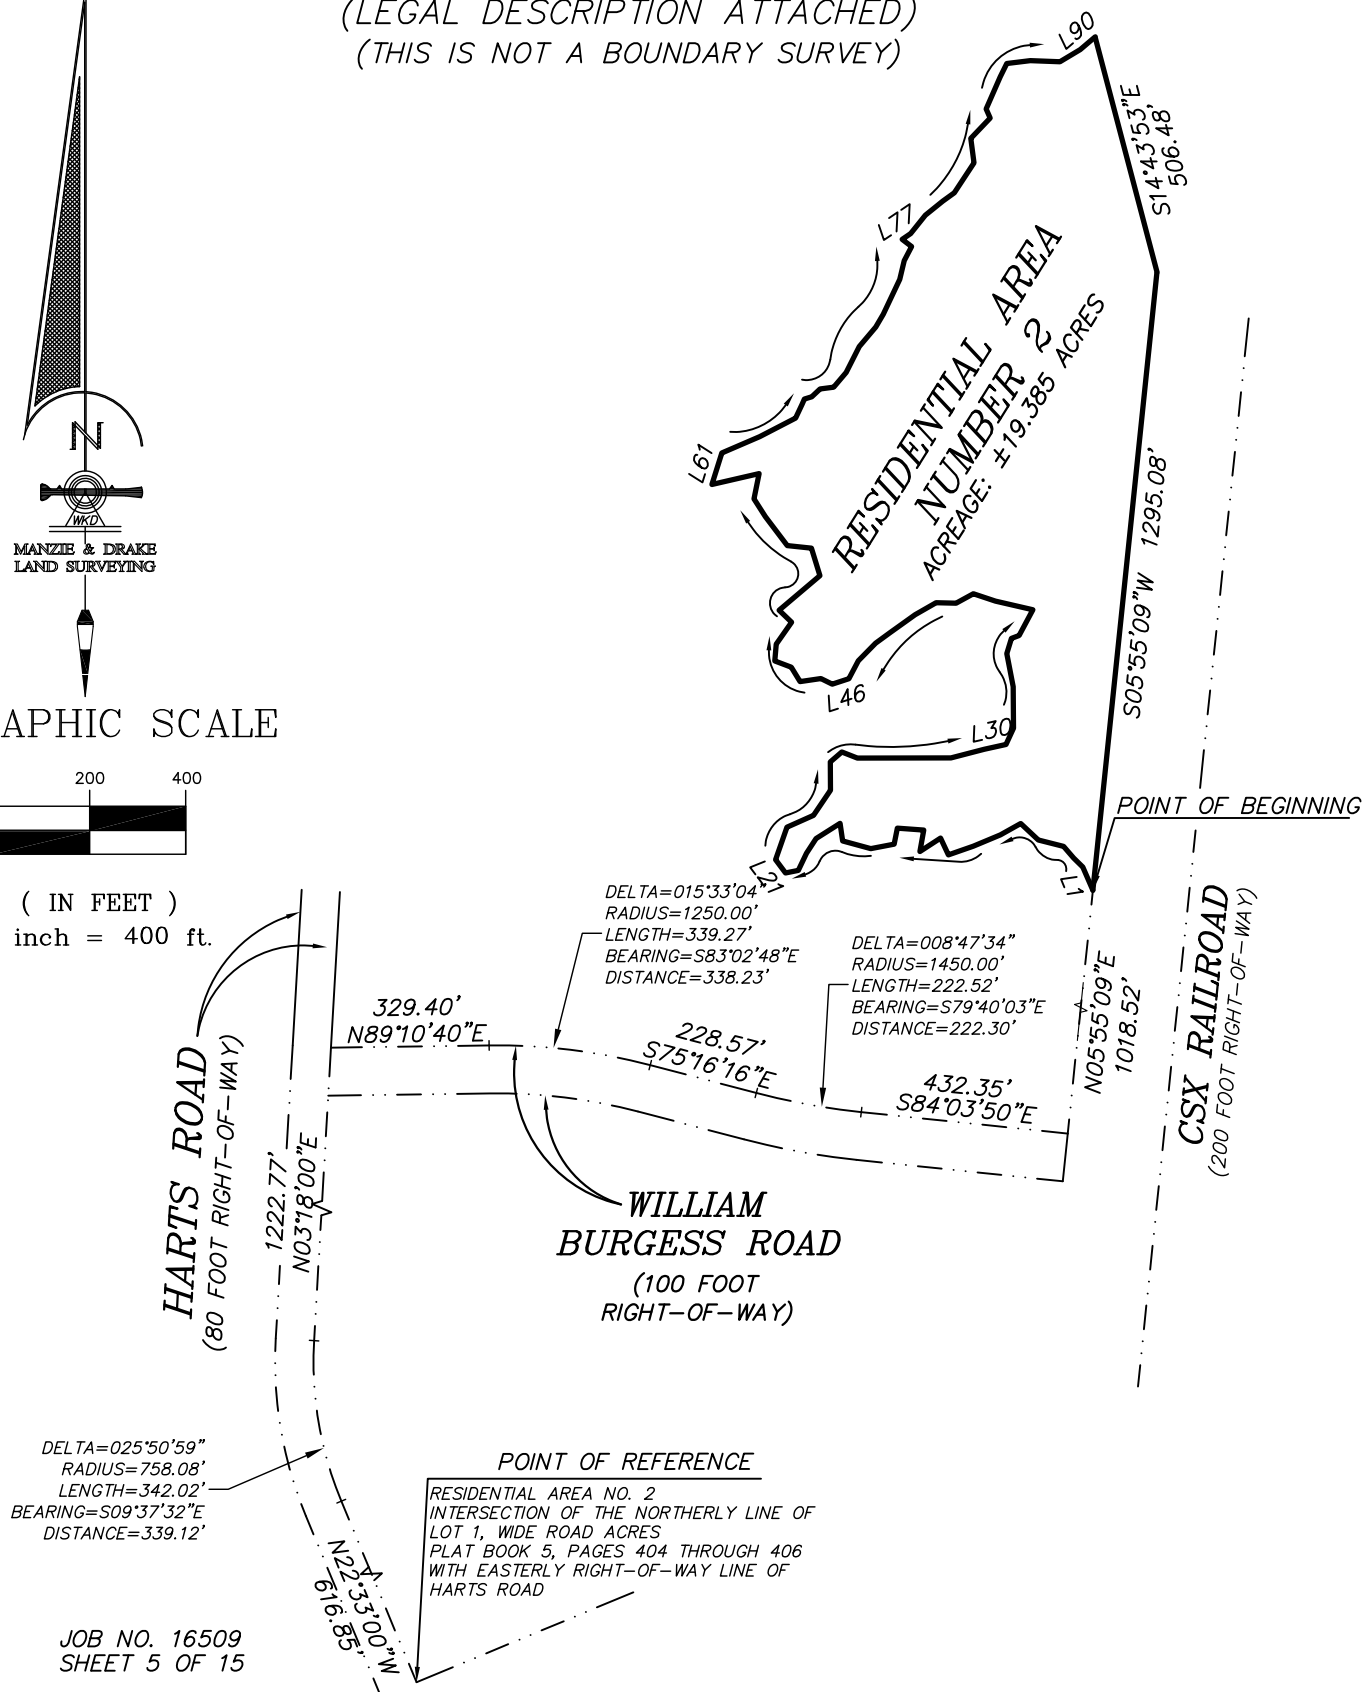 (LEGAL DESCRIPTION ATTACHED)
(THIS IS NOT A BOUNDARY SURVEY)
L90
S14°43'53"E
506.48'
L77
RESIDENTIAL AREA
NUMBER 2
ACREAGE: ±19.385 ACRES
L61
N
WKD
MANZIE & DRAKE
LAND SURVEYING
S05°55'09"W 1295.08'
L46
L30
APHIC SCALE
200 400
( IN FEET )
inch = 400 ft.
POINT OF BEGINNING
L21
L1
DELTA=015°33'04"
RADIUS=1250.00'
LENGTH=339.27'
BEARING=S83°02'48"E
DISTANCE=338.23'
DELTA=008°47'34"
RADIUS=1450.00'
LENGTH=222.52'
BEARING=S79°40'03"E
DISTANCE=222.30'
329.40'
N89°10'40"E
228.57'
S75°16'16"E
432.35'
S84°03'50"E
N05°55'09"E
1018.52'
CSX RAILROAD
(200 FOOT RIGHT-OF-WAY)
HARTS ROAD
(80 FOOT RIGHT-OF-WAY)
1222.77'
N03°18'00"E
WILLIAM
BURGESS ROAD
(100 FOOT
RIGHT-OF-WAY)
DELTA=025°50'59"
RADIUS=758.08'
LENGTH=342.02'
BEARING=S09°37'32"E
DISTANCE=339.12'
POINT OF REFERENCE
RESIDENTIAL AREA NO. 2
INTERSECTION OF THE NORTHERLY LINE OF
LOT 1, WIDE ROAD ACRES
PLAT BOOK 5, PAGES 404 THROUGH 406
WITH EASTERLY RIGHT-OF-WAY LINE OF
HARTS ROAD
N22°33'00"W
616.85'
JOB NO. 16509
SHEET 5 OF 15